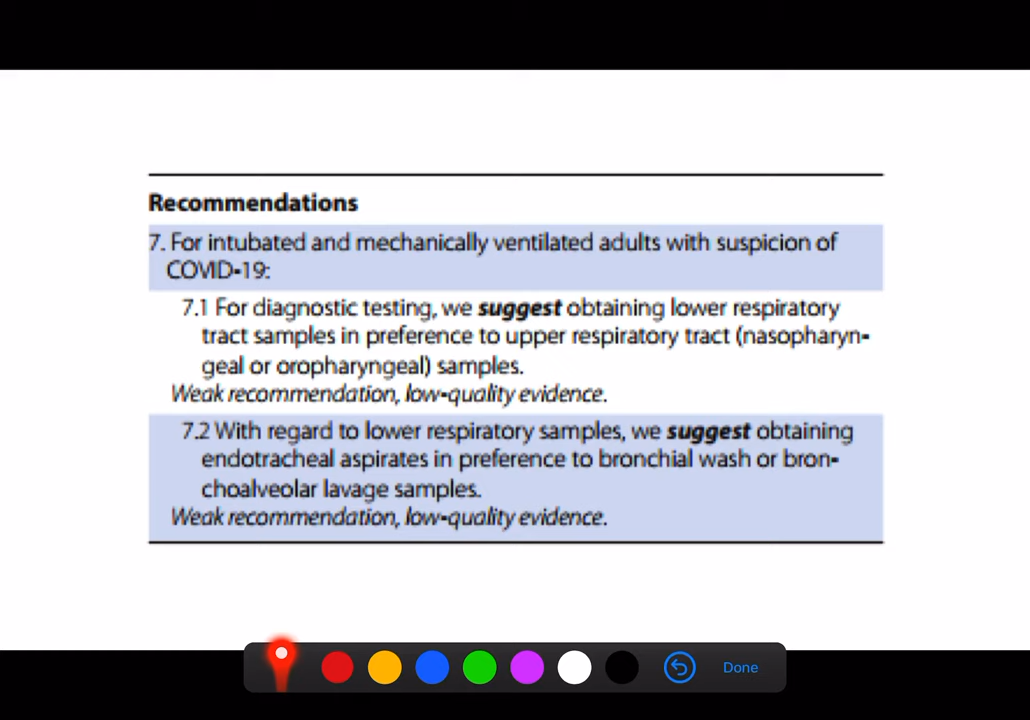 Recommendations
7. For intubated and mechanically ventilated adults with suspicion of
COVID-19:
7.1 For diagnostic testing, we suggest obtaining lower respiratory
tract samples in preference to upper respiratory tract (nasopharyn-
geal or oropharyngeal) samples.
Weak recommendation, low-quality evidence.
7.2 With regard to lower respiratory samples, we suggest obtaining
endotracheal aspirates in preference to bronchial wash or bron-
choalveolar lavage samples.
Weak recommendation, low-quality evidence.
Done